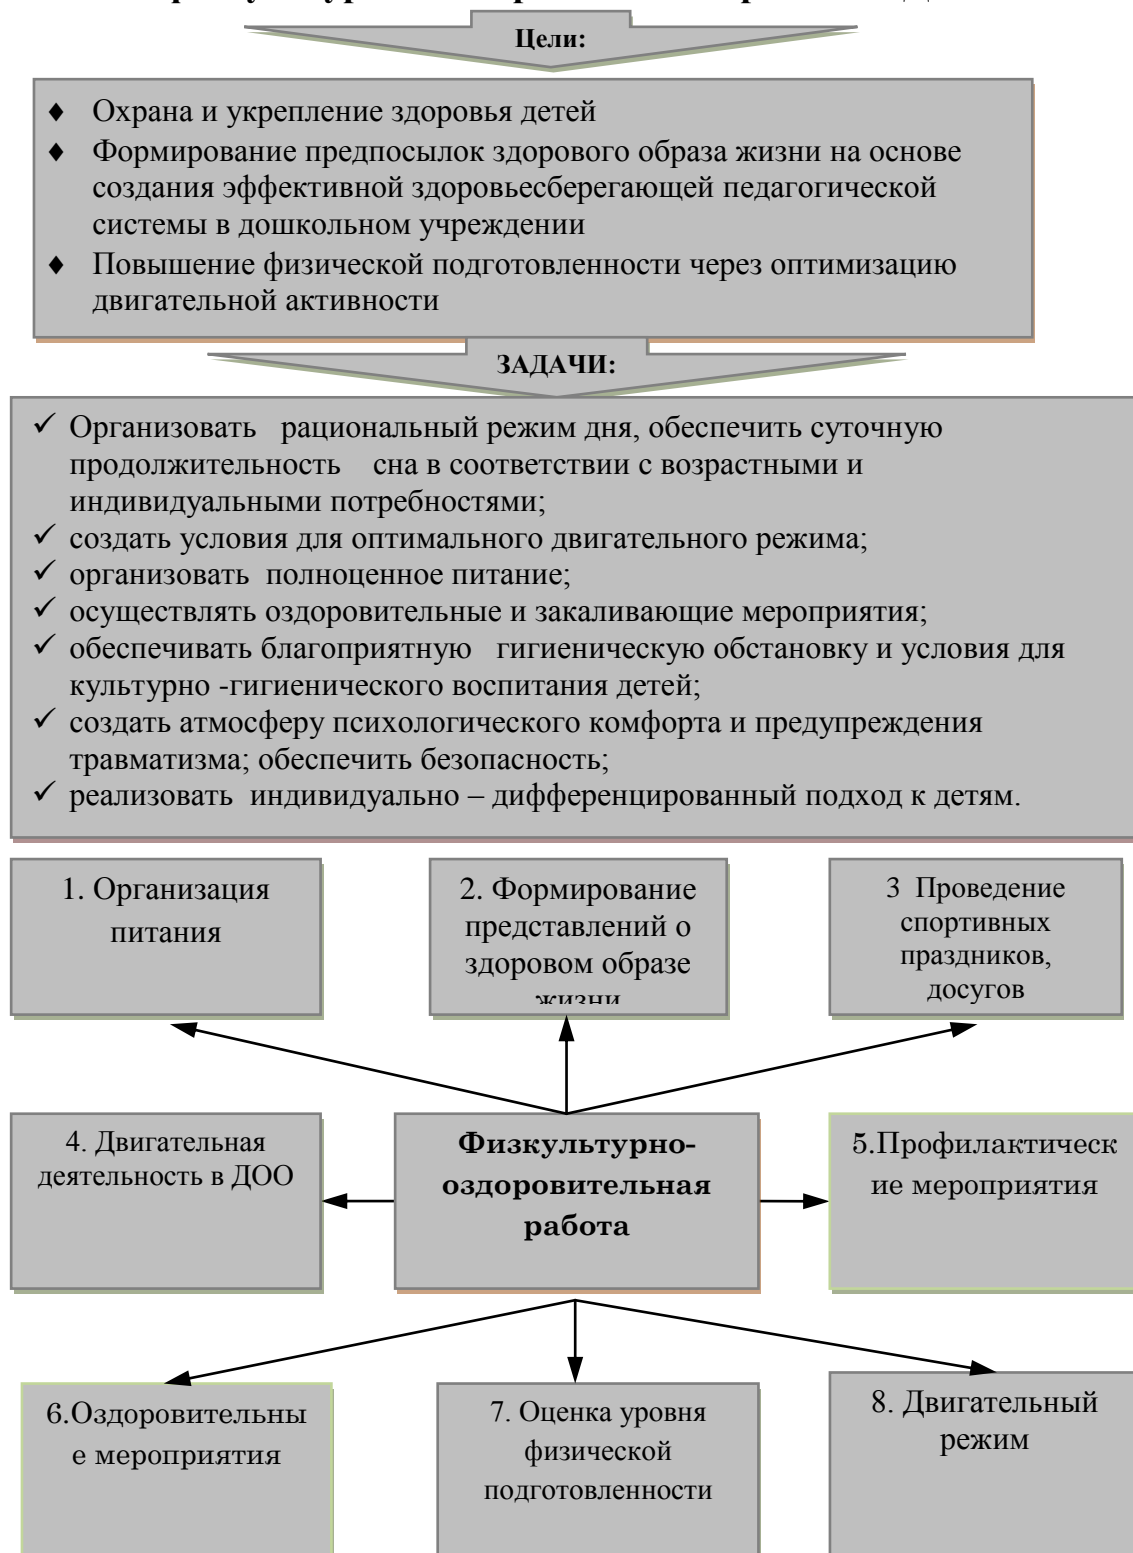 Цели:
♦ Охрана и укрепление здоровья детей
♦ Формирование предпосылок здорового образа жизни на основе
создания эффективной здоровьесберегающей педагогической
системы в дошкольном учреждении
♦ Повышение физической подготовленности через оптимизацию
двигательной активности
ЗАДАЧИ:
✓ Организовать рациональный режим дня, обеспечить суточную
продолжительность сна в соответствии с возрастными и
индивидуальными потребностями;
✓ создать условия для оптимального двигательного режима;
✓ организовать полноценное питание;
✓ осуществлять оздоровительные и закаливающие мероприятия;
✓ обеспечивать благоприятную гигиеническую обстановку и условия для
культурно -гигиенического воспитания детей;
✓ создать атмосферу психологического комфорта и предупреждения
травматизма; обеспечить безопасность;
✓ реализовать индивидуально – дифференцированный подход к детям.
1. Организация
питания
2. Формирование
представлений о
здоровом образе
жизни
3 Проведение
спортивных
праздников,
досугов
4. Двигательная
деятельность в ДОО
Физкультурно-
оздоровительная
работа
5.Профилактическ
ие мероприятия
6.Оздоровительны
е мероприятия
7. Оценка уровня
физической
подготовленности
8. Двигательный
режим